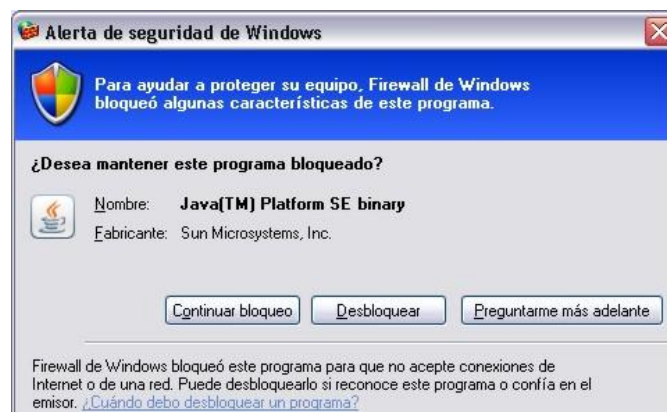 Alerta de seguridad de Windows
Para ayudar a proteger su equipo, Firewall de Windows
bloqueó algunas características de este programa.
¿Desea mantener este programa bloqueado?
Nombre: Java(TM) Platform SE binary
Fabricante: Sun Microsystems, Inc.
Continuar bloqueo Desbloquear Preguntarme más adelante
Firewall de Windows bloqueó este programa para que no acepte conexiones de
Internet o de una red. Puede desbloquearlo si reconoce este programa o confía en el
emisor. ¿Cuándo debo desbloquear un programa?